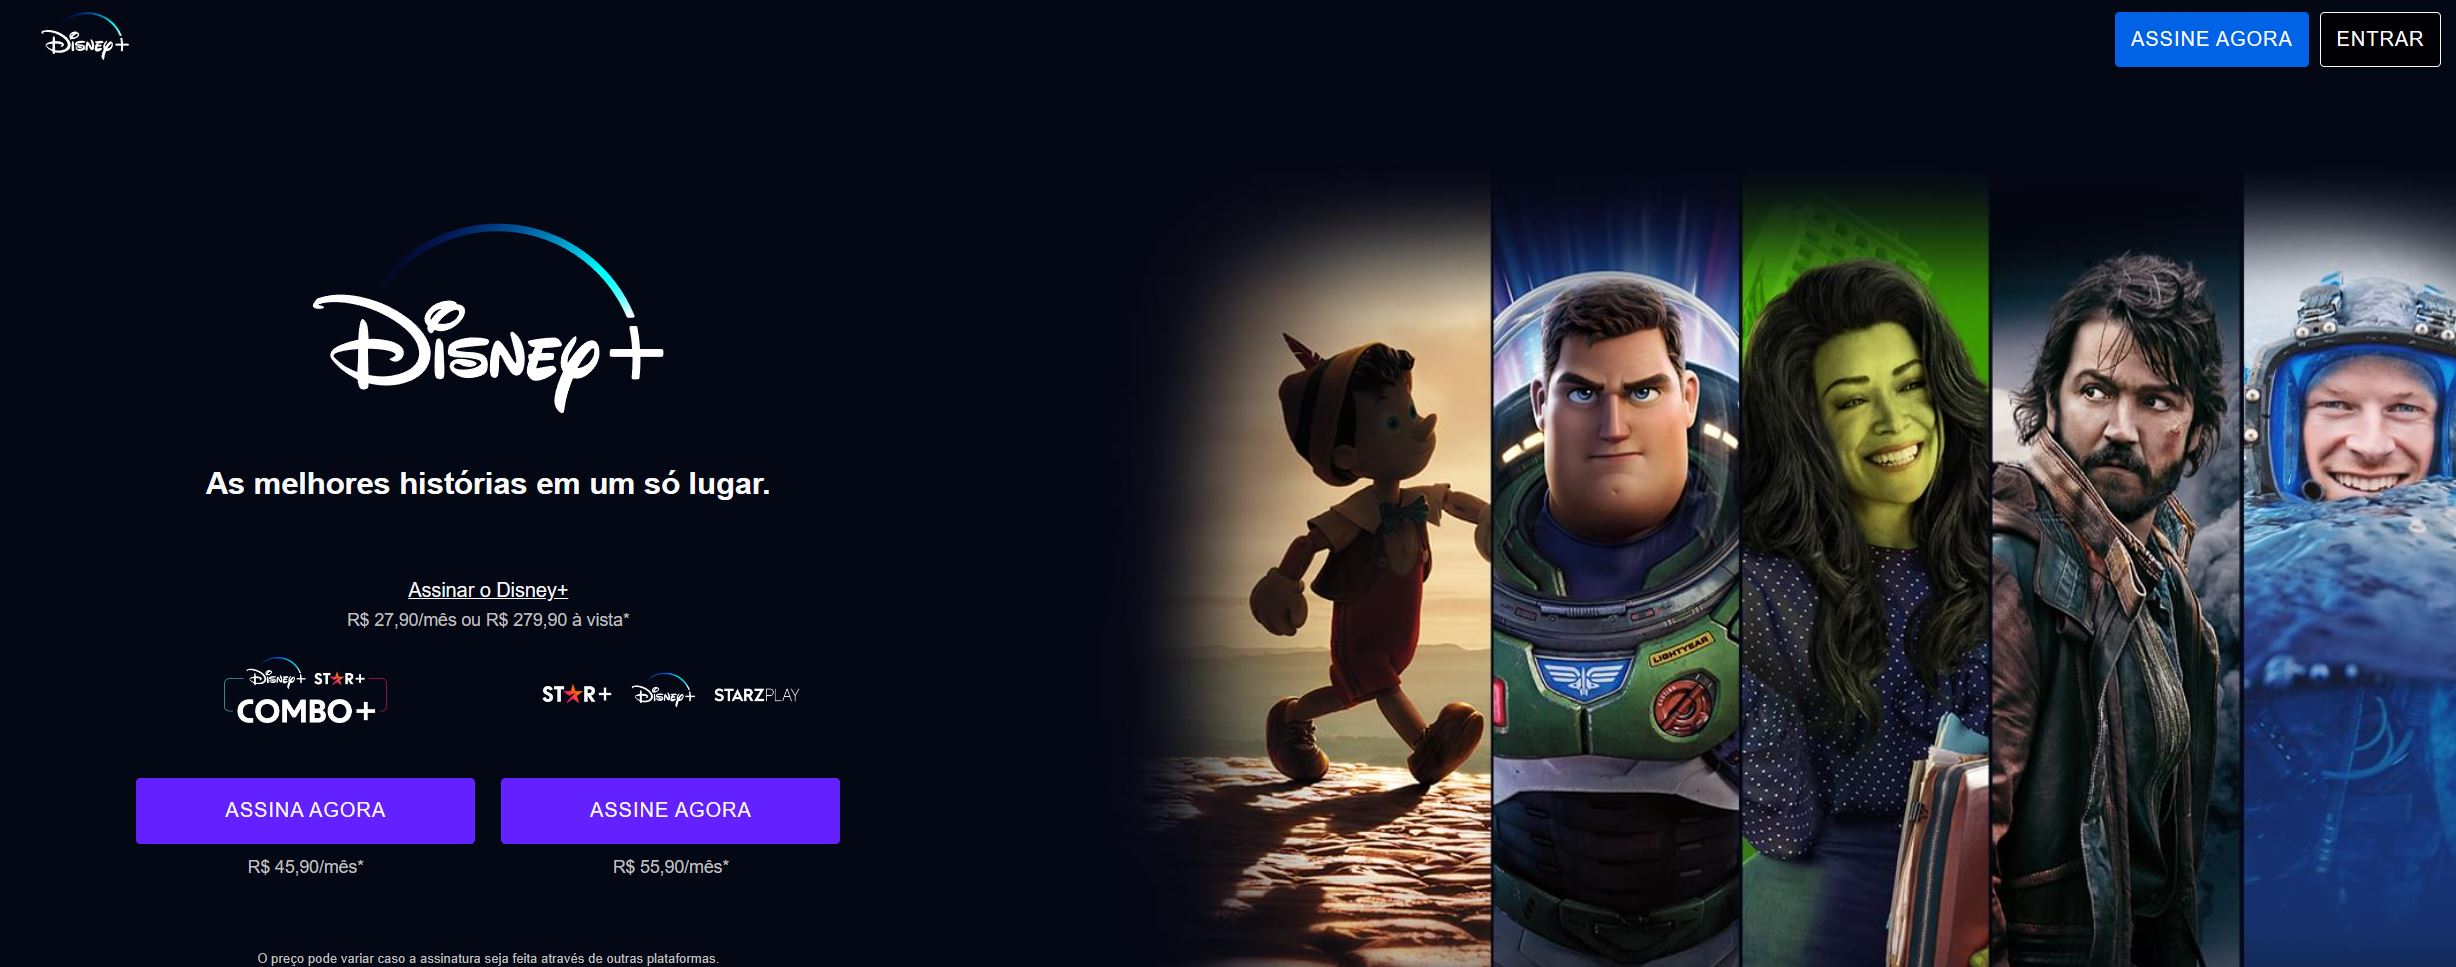 Disney+
ASSINE AGORA
ENTRAR
Disney+
As melhores histórias em um só lugar.
Assinar o Disney+
R$ 27,90/mês ou R$ 279,90 à vista*
Disney+ STAR+
COMBO+
STAR+ Disney+ STARZPLAY
ASSINA AGORA
R$ 45,90/mês*
ASSINE AGORA
R$ 55,90/mês*
O preço pode variar caso a assinatura seja feita através de outras plataformas.
LIGHTYEAR